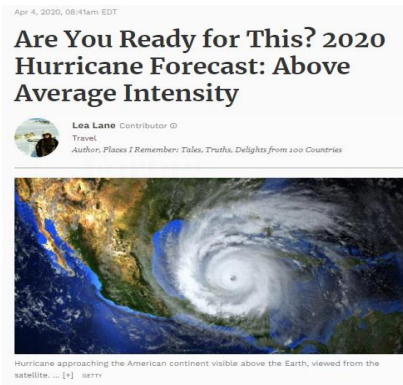 Apr 4, 2020, 08:41am EDT
Are You Ready for This? 2020
Hurricane Forecast: Above
Average Intensity
Lea Lane Contributor
Travel
Author, Places I Remember: Tales, Truths, Delights from 100 Countries
Hurricane approaching the American continent visible above the Earth, viewed from the
satellite. ... [+] GETTY